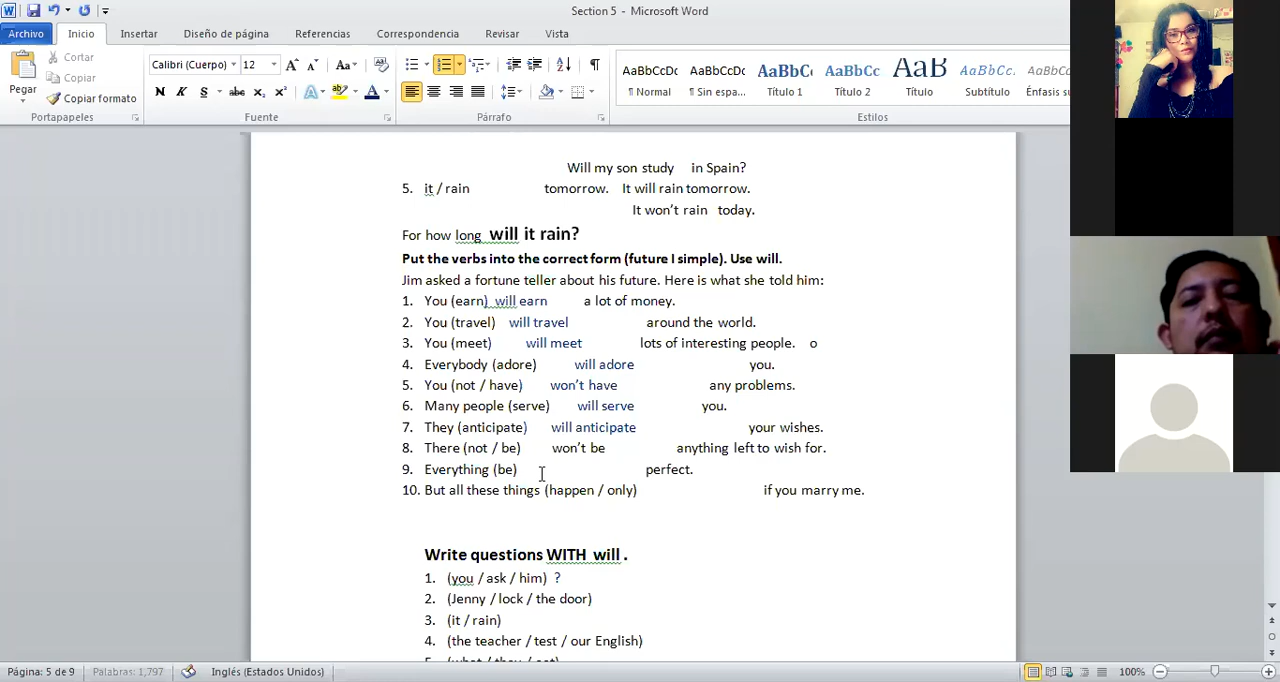 Section 5 - Microsoft Word
Archivo Inicio Insertar Diseño de página Referencias Correspondencia Revisar Vista
Cortar
Copiar
Copiar formato
Pegar
Portapapeles
Calibri (Cuerpo) 12
Fuente
Párrafo
AaBbCcDc AaBbCcDc AaBbC AaBbCc AaB AaBbCc. AaBbCcD
¶ Normal ¶ Sin espa... Título 1 Título 2 Título Subtítulo Énfasis su
Estilos
Will my son study in Spain?
5. it / rain tomorrow. It will rain tomorrow.
It won't rain today.
For how long will it rain?
Put the verbs into the correct form (future I simple). Use will.
Jim asked a fortune teller about his future. Here is what she told him:
1. You (earn) will earn a lot of money.
2. You (travel) will travel around the world.
3. You (meet) will meet lots of interesting people. o
4. Everybody (adore) will adore you.
5. You (not / have) won't have any problems.
6. Many people (serve) will serve you.
7. They (anticipate) will anticipate your wishes.
8. There (not / be) won't be anything left to wish for.
9. Everything (be) perfect.
10. But all these things (happen / only) if you marry me.
Write questions WITH will .
1. (you / ask / him) ?
2. (Jenny / lock / the door)
3. (it / rain)
4. (the teacher / test / our English)
5. (what / they / eat)
Página: 5 de 9 Palabras: 1,797 Inglés (Estados Unidos) 100%